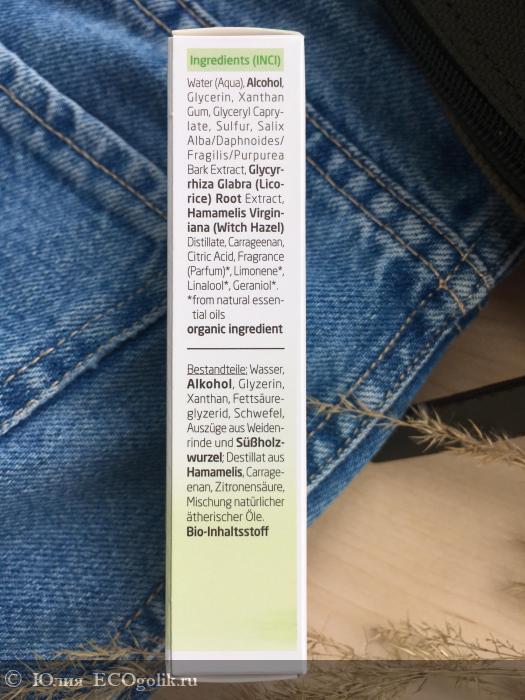 Ingredients (INCI)
Water (Aqua), Alcohol,
Glycerin, Xanthan
Gum, Glyceryl Capry-
late, Sulfur, Salix
Alba/Daphnoides/
Fragilis/Purpurea
Bark Extract, Glycyr-
rhiza Glabra (Lico-
rice) Root Extract,
Hamamelis Virgin-
iana (Witch Hazel)
Distillate, Carrageenan,
Citric Acid, Fragrance
(Parfum)*, Limonene*,
Linalool*, Geraniol*.
*from natural essen-
tial oils
organic ingredient
Bestandteile: Wasser,
Alkohol, Glyzerin,
Xanthan, Fettsäure-
glyzerid, Schwefel,
Auszüge aus Weiden-
rinde und Süßholz-
wurzel; Destillat aus
Hamamelis, Carrage-
enan, Zitronensäure,
Mischung natürlicher
ätherischer Öle.
Bio-Inhaltsstoff
© Юлия ECOgolik.ru